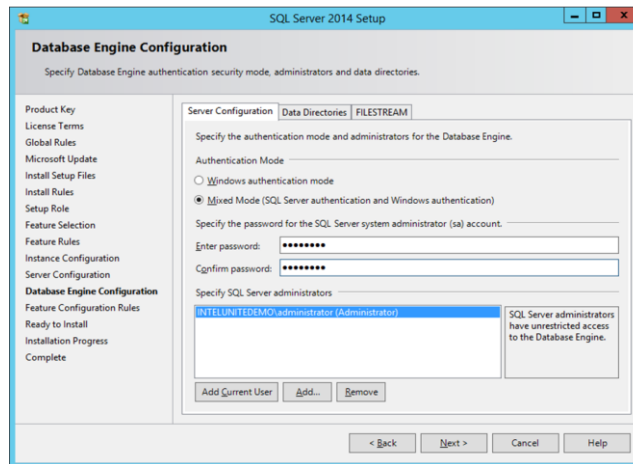 SQL Server 2014 Setup
Database Engine Configuration
Specify Database Engine authentication security mode, administrators and data directories.
Product Key
License Terms
Global Rules
Microsoft Update
Install Setup Files
Install Rules
Setup Role
Feature Selection
Feature Rules
Instance Configuration
Server Configuration
Database Engine Configuration
Feature Configuration Rules
Ready to Install
Installation Progress
Complete
Server Configuration Data Directories FILESTREAM
Specify the authentication mode and administrators for the Database Engine.
Authentication Mode
Windows authentication mode
Mixed Mode (SQL Server authentication and Windows authentication)
Specify the password for the SQL Server system administrator (sa) account.
Enter password: ●●●●●●●●
Confirm password: ●●●●●●●●
Specify SQL Server administrators
INTELUNITEDEMO\administrator (Administrator)
SQL Server administrators
have unrestricted access
to the Database Engine.
Add Current User Add... Remove
< Back Next > Cancel Help